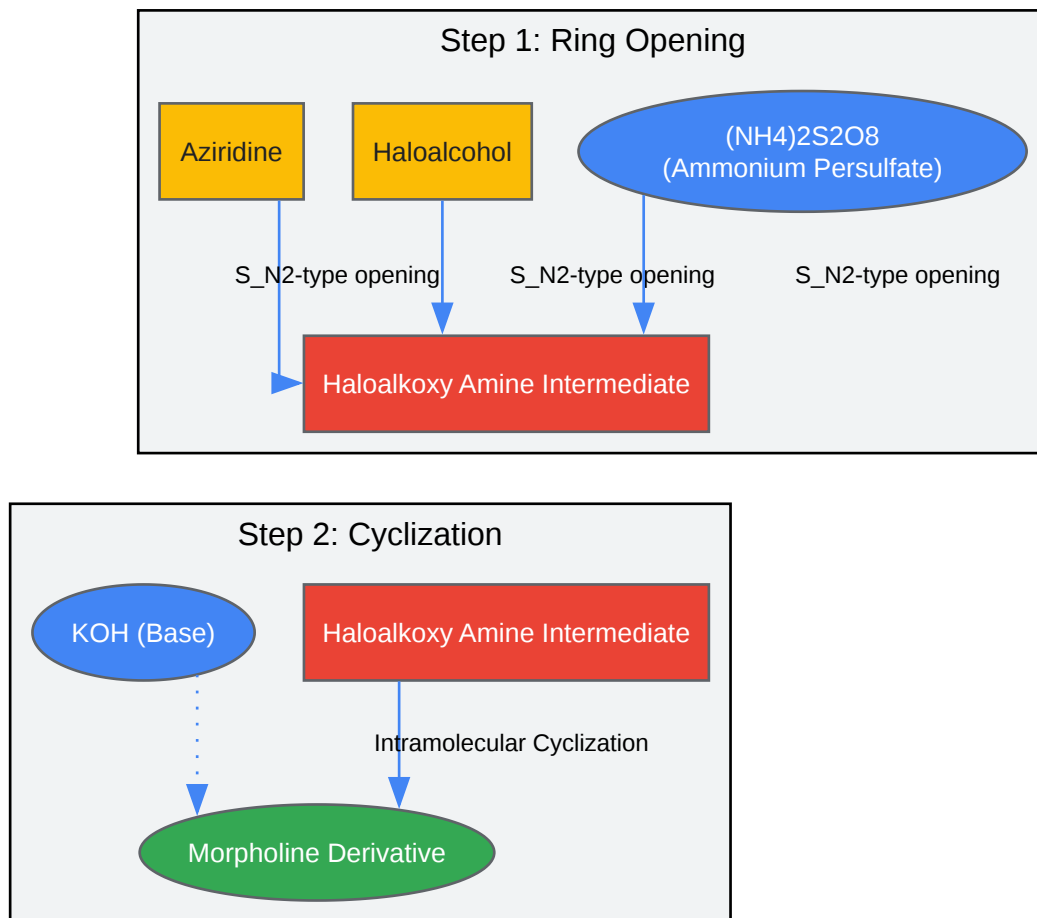 Step 1: Ring Opening
Aziridine
Haloalcohol
(NH4)2S2O8
(Ammonium Persulfate)
S_N2-type opening
S_N2-type opening
S_N2-type opening
Haloalkoxy Amine Intermediate
Step 2: Cyclization
KOH (Base)
Haloalkoxy Amine Intermediate
Intramolecular Cyclization
Morpholine Derivative